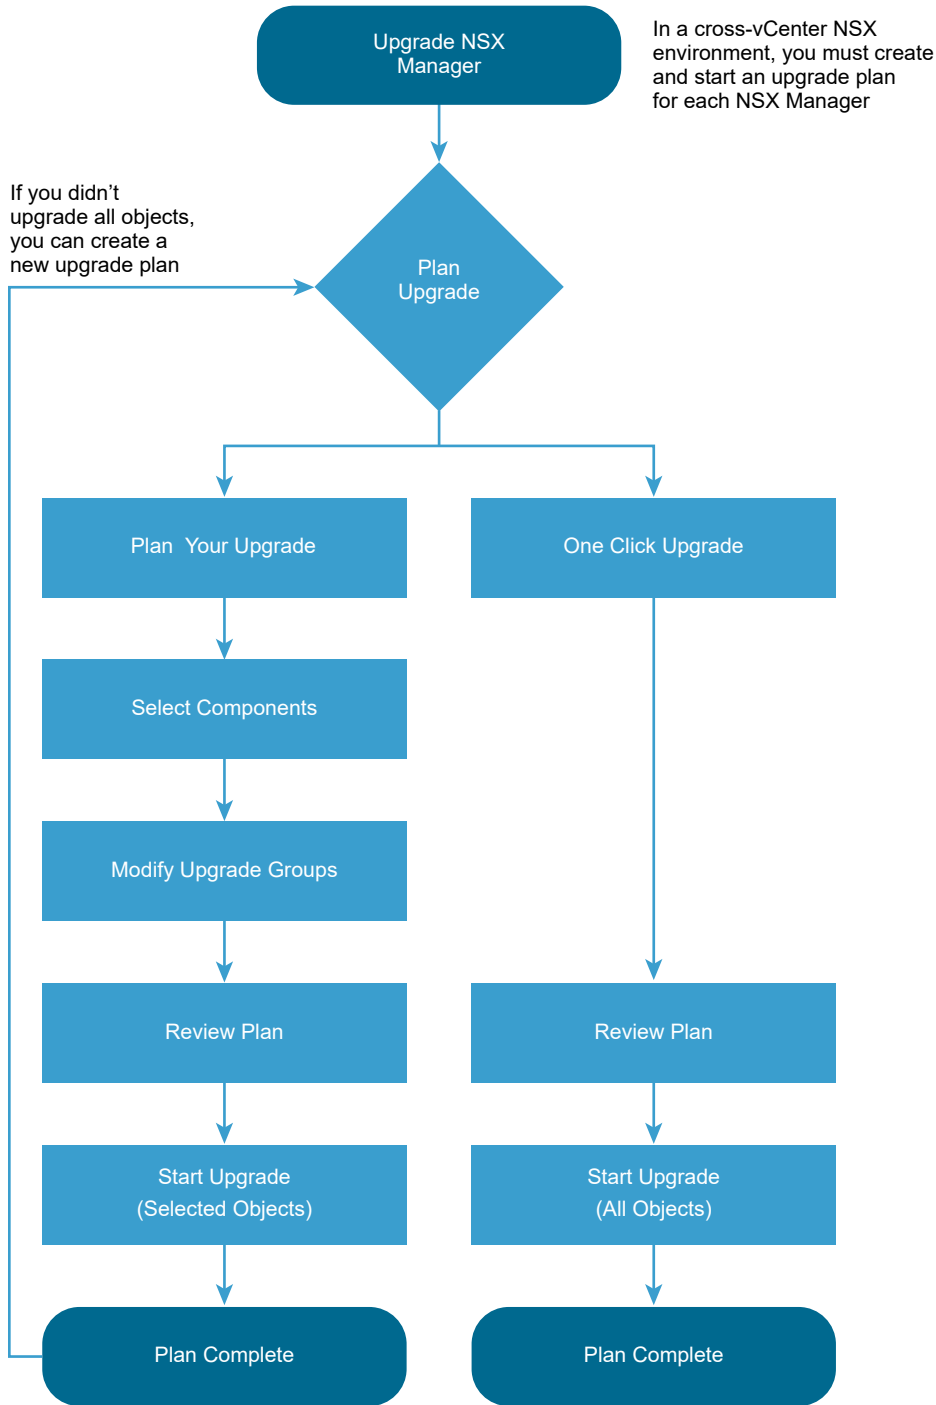 Upgrade NSX
Manager
In a cross-vCenter NSX
environment, you must create
and start an upgrade plan
for each NSX Manager
If you didn’t
upgrade all objects,
you can create a
new upgrade plan
Plan
Upgrade
Plan  Your Upgrade
One Click Upgrade
Select Components
Modify Upgrade Groups
Review Plan
Review Plan
Start Upgrade
(Selected Objects)
Start Upgrade
(All Objects)
Plan Complete
Plan Complete